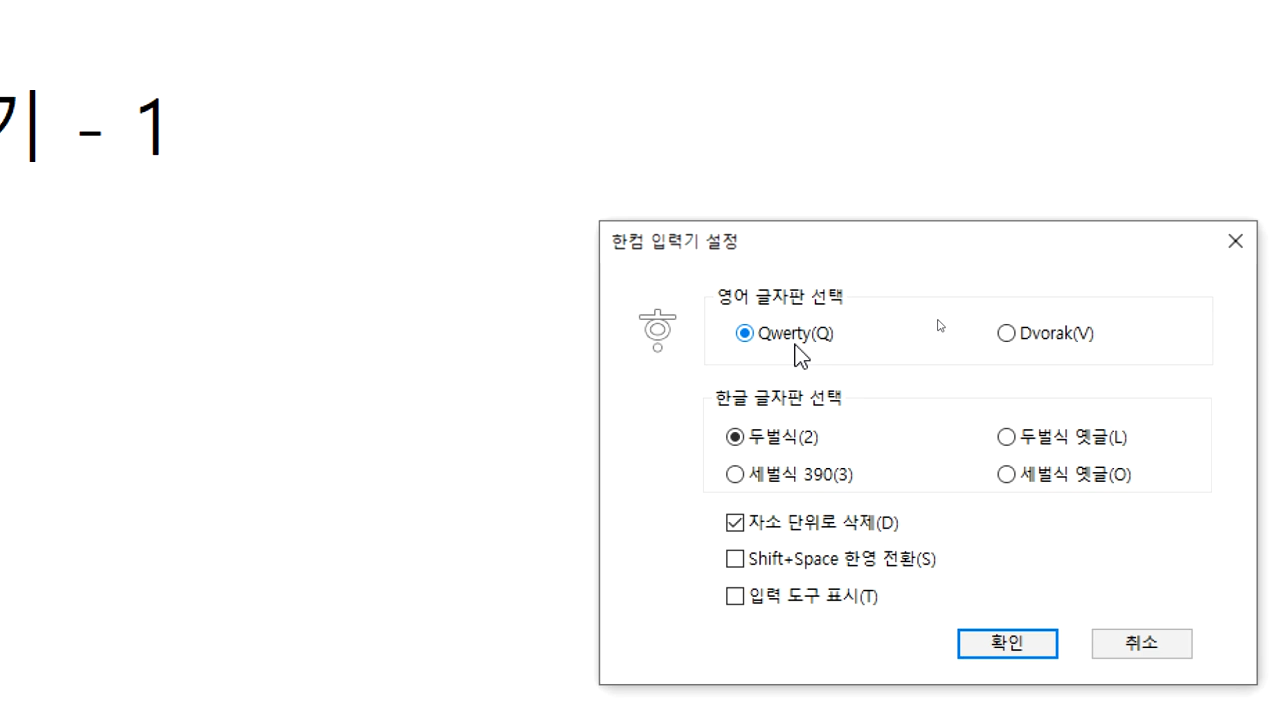 기 - 1
한컴 입력기 설정
영어 글자판 선택
Qwerty(Q) Dvorak(V)
한글 글자판 선택
두벌식(2) 두벌식 옛글(L)
세벌식 390(3) 세벌식 옛글(O)
자소 단위로 삭제(D)
Shift+Space 한영 전환(S)
입력 도구 표시(T)
확인 취소